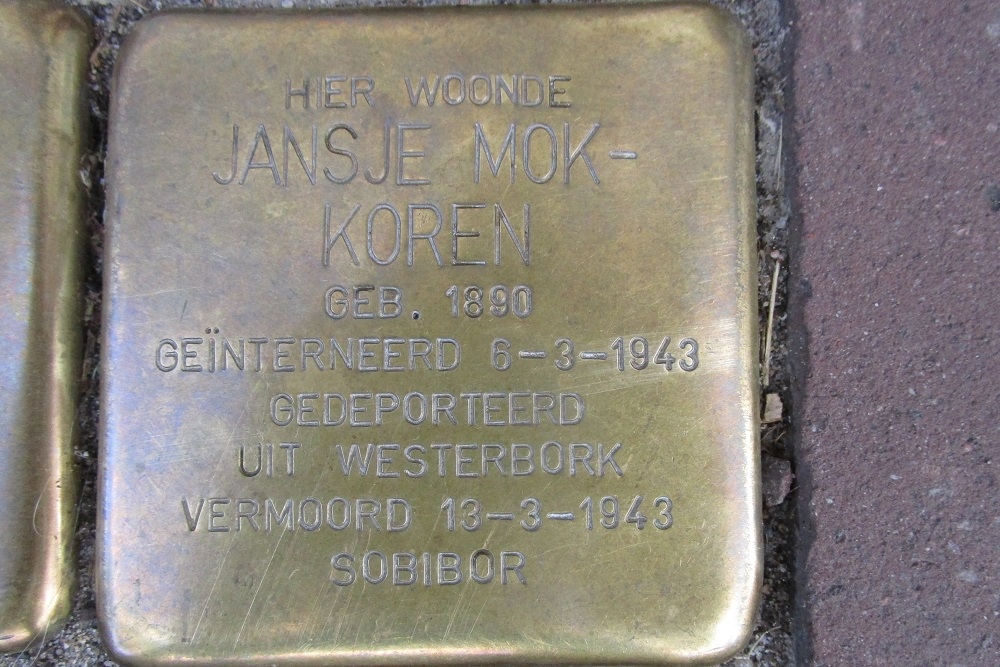 HIER WOONDE
JANSJE MOK-
KOREN
GEB. 1890
GEÏNTERNEERD 6-3-1943
GEDEPORTEERD
UIT WESTERBORK
VERMOORD 13-3-1943
SOBIBOR